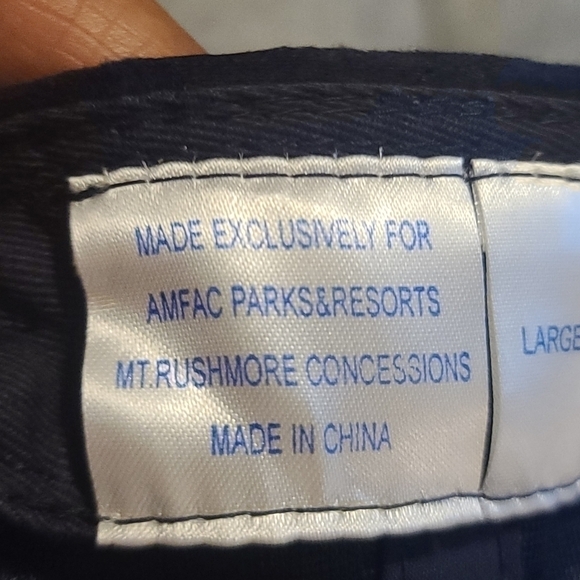 MADE EXCLUSIVELY FOR
AMFAC PARKS&RESORTS
MT.RUSHMORE CONCESSIONS
MADE IN CHINA
LARGE